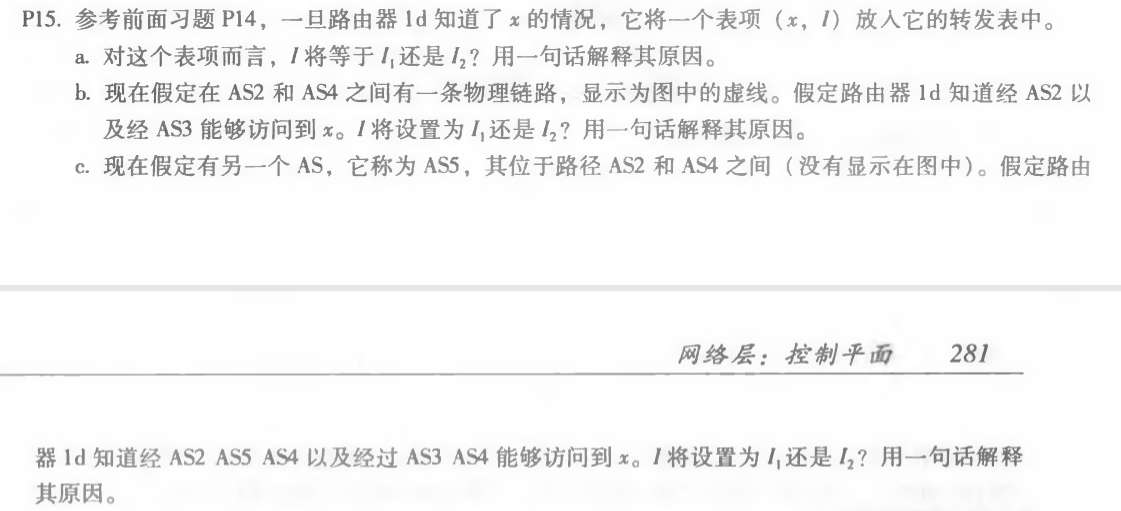 P15. 参考前面习题 P14，一旦路由器 1d 知道了 x 的情况，它将一个表项（x，I）放入它的转发表中。
a. 对这个表项而言，I 将等于 I₁ 还是 I₂？用一句话解释其原因。
b. 现在假定在 AS2 和 AS4 之间有一条物理链路，显示为图中的虚线。假定路由器 1d 知道经 AS2 以
及经 AS3 能够访问到 x。I 将设置为 I₁ 还是 I₂？用一句话解释其原因。
c. 现在假定有另一个 AS，它称为 AS5，其位于路径 AS2 和 AS4 之间（没有显示在图中）。假定路由
网络层：控制平面 281
器 1d 知道经 AS2 AS5 AS4 以及经过 AS3 AS4 能够访问到 x。I 将设置为 I₁ 还是 I₂？用一句话解释
其原因。